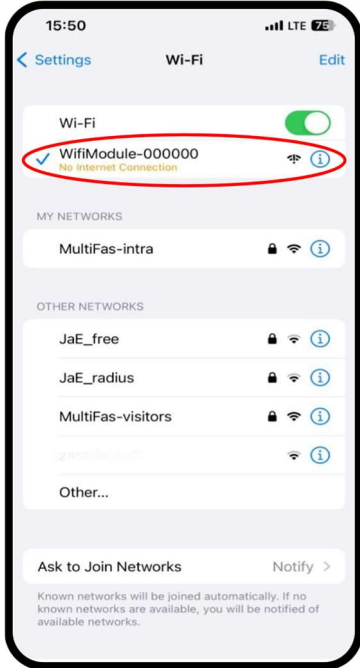 15:50 LTE 75
Settings Wi-Fi Edit
Wi-Fi
WifiModule-000000
No Internet Connection
MY NETWORKS
MultiFas-intra
OTHER NETWORKS
JaE_free
JaE_radius
MultiFas-visitors
Other...
Ask to Join Networks Notify >
Known networks will be joined automatically. If no
known networks are available, you will be notified of
available networks.